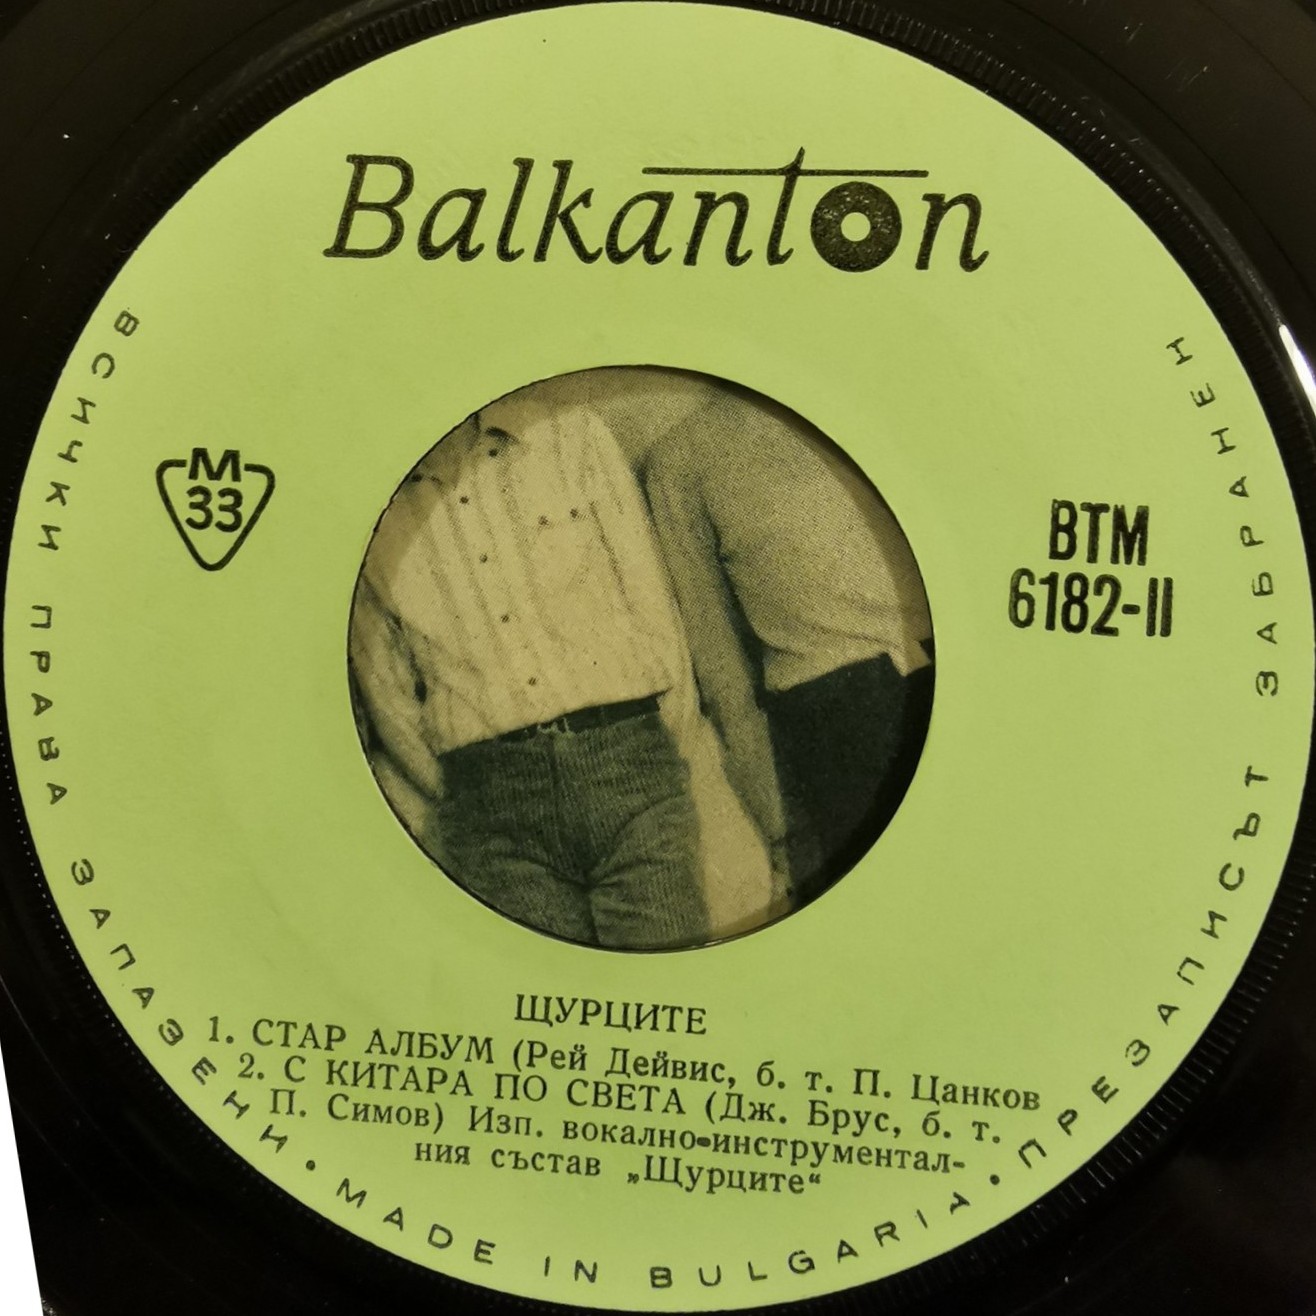 Balkanton
М
33
ВТМ
6182-II
ЩУРЦИТЕ
1. СТАР АЛБУМ (Рей Дейвис, б. т. П. Цанков
2. С КИТАРА ПО СВЕТА (Дж. Брус, б. т.
П. Симов) Изп. вокално-инструментал-
ния състав „Щурците“
ВСИЧКИ ПРАВА ЗАПАЗЕНИ • MADE IN BULGARIA • ПРЕЗАПИСЪТ ЗАБРАНЕН